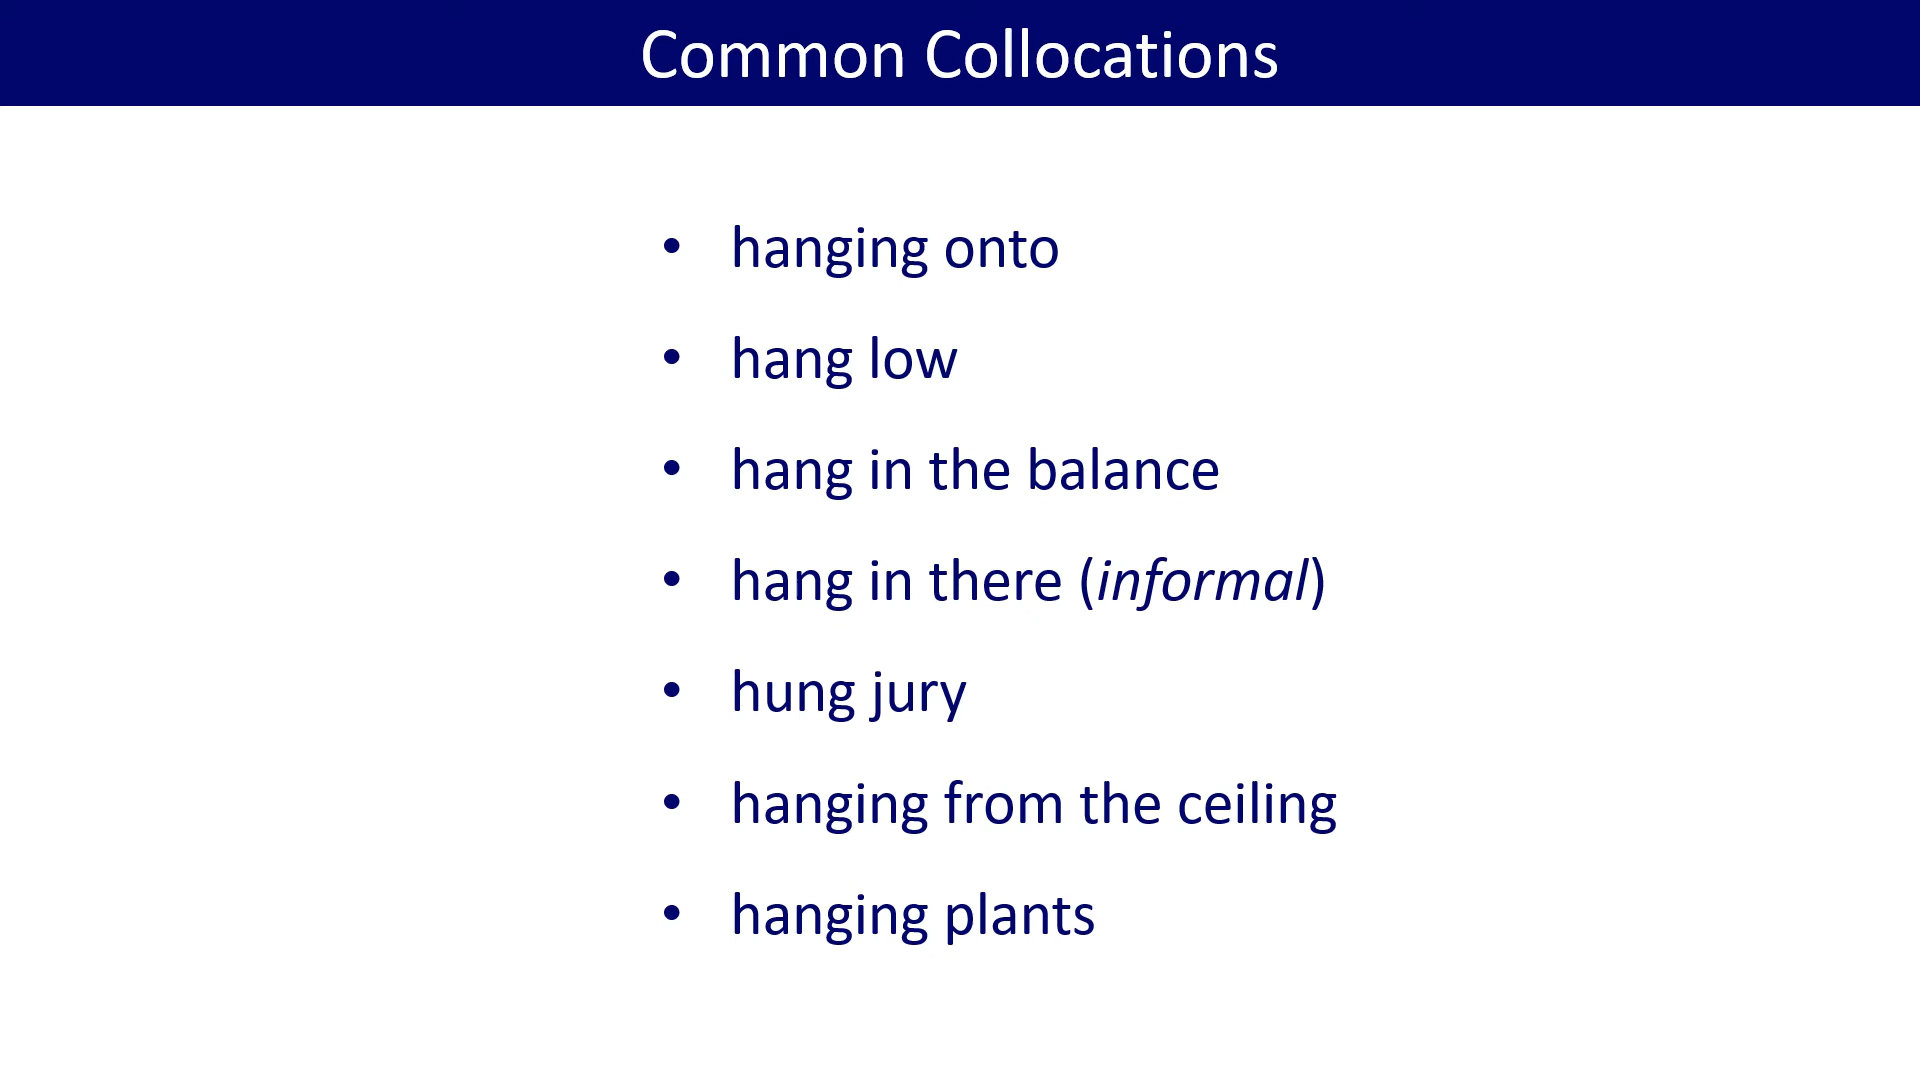 Common Collocations
• hanging onto
• hang low
• hang in the balance
• hang in there (informal)
• hung jury
• hanging from the ceiling
• hanging plants